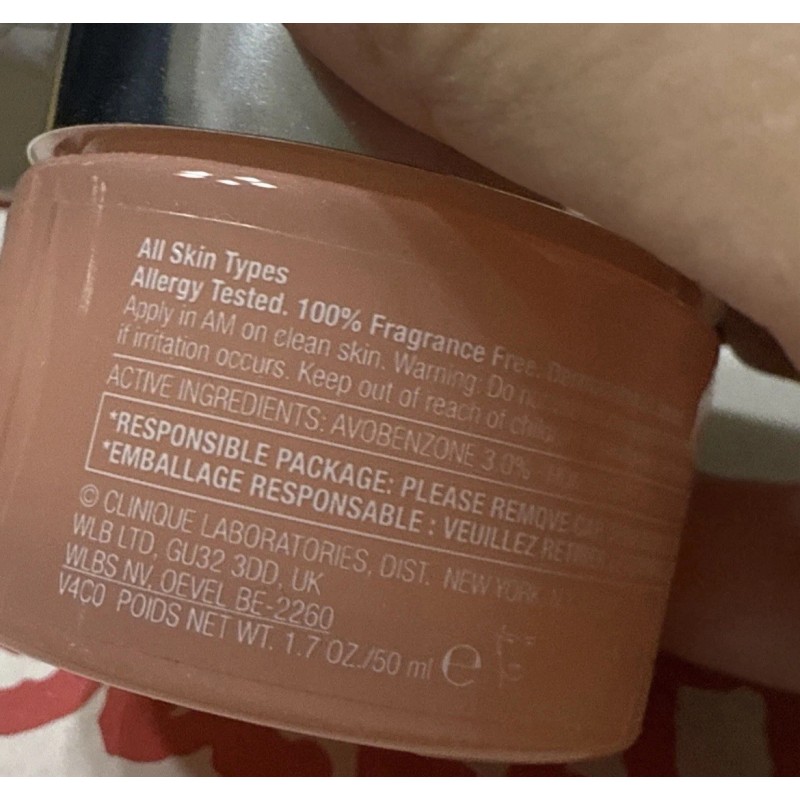 All Skin Types
Allergy Tested. 100% Fragrance Free.
Apply in AM on clean skin. Warning: Do
if irritation occurs. Keep out of reach of
ACTIVE INGREDIENTS: AVOBENZONE 3.0%
*RESPONSIBLE PACKAGE: PLEASE REMOVE CAP
*EMBALLAGE RESPONSABLE : VEUILLEZ
© CLINIQUE LABORATORIES, DIST. NEW YORK
WLB LTD, GU32 3DD, UK
WLBS NV, OEVEL BE-2260
V4C0 POIDS NET WT. 1.7 OZ./50 ml e